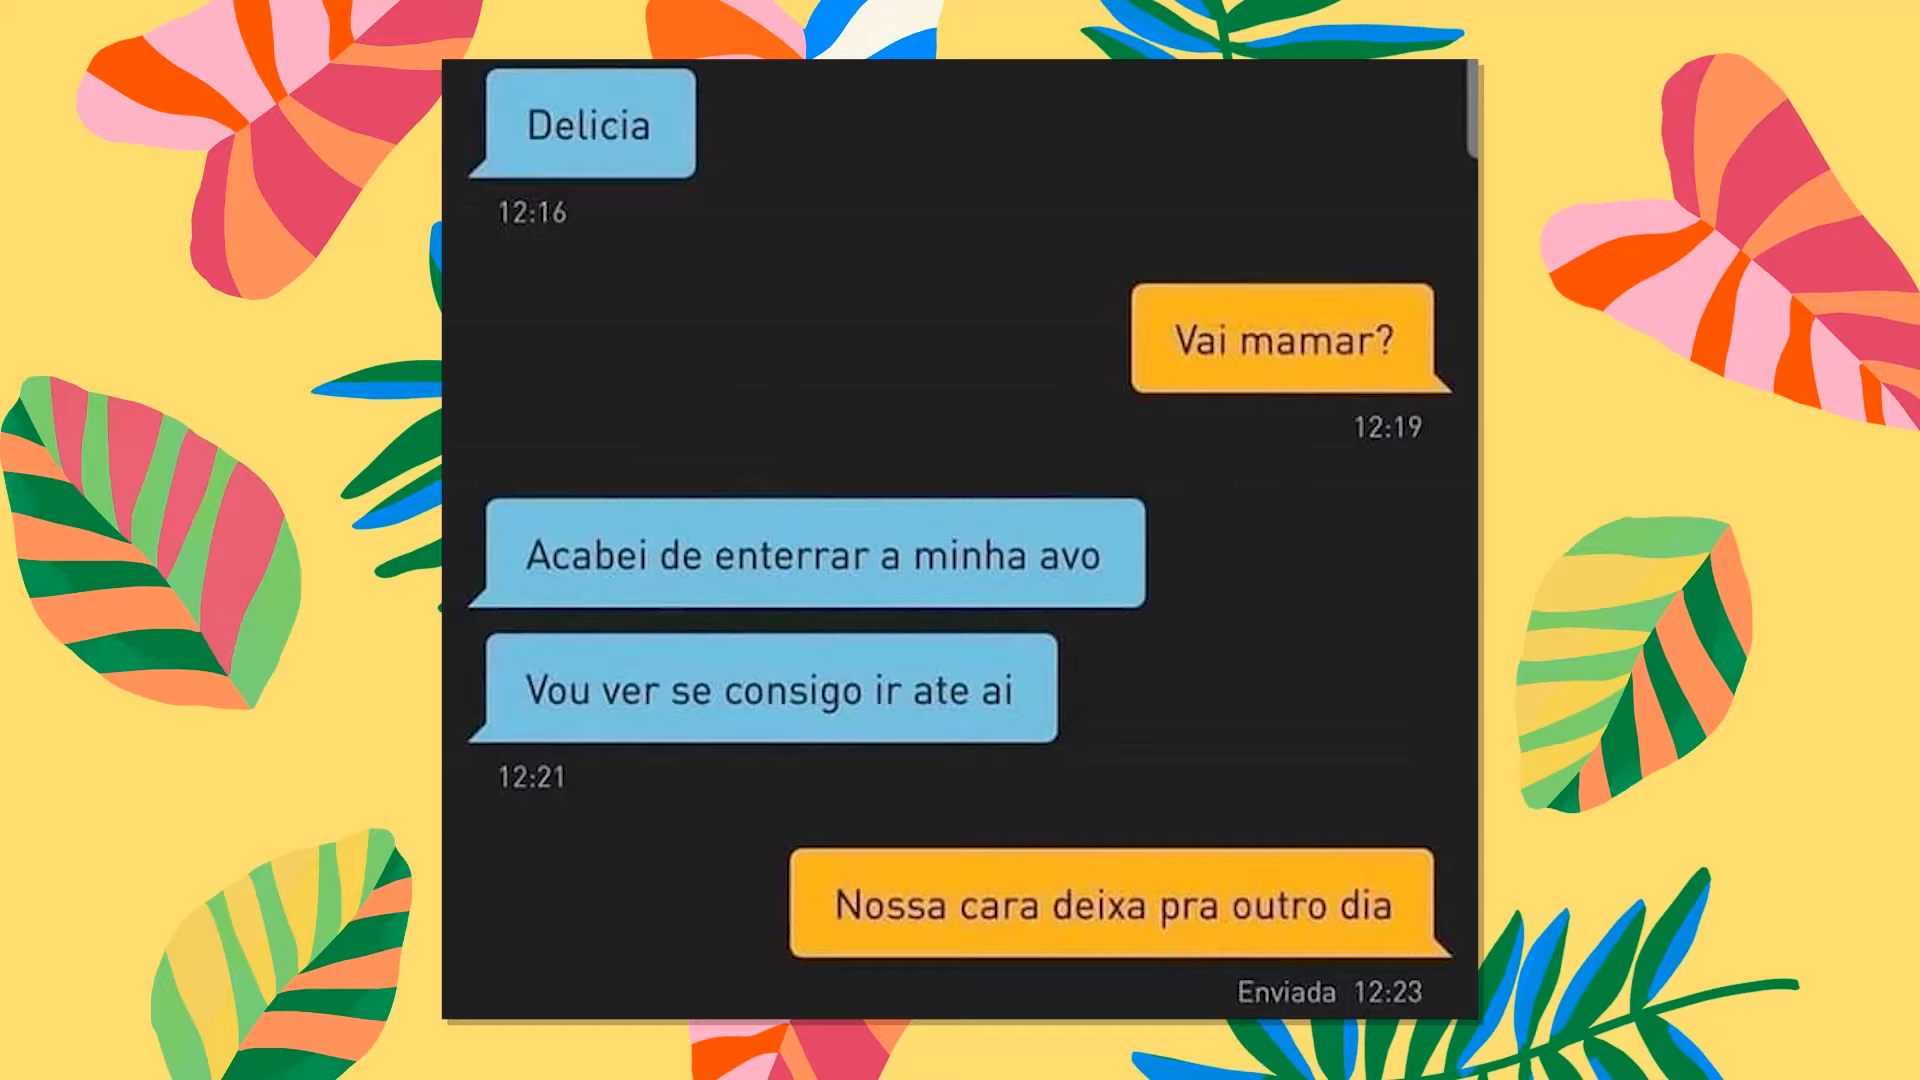 Delicia
12:16
Vai mamar?
12:19
Acabei de enterrar a minha avo
Vou ver se consigo ir ate ai
12:21
Nossa cara deixa pra outro dia
Enviada 12:23